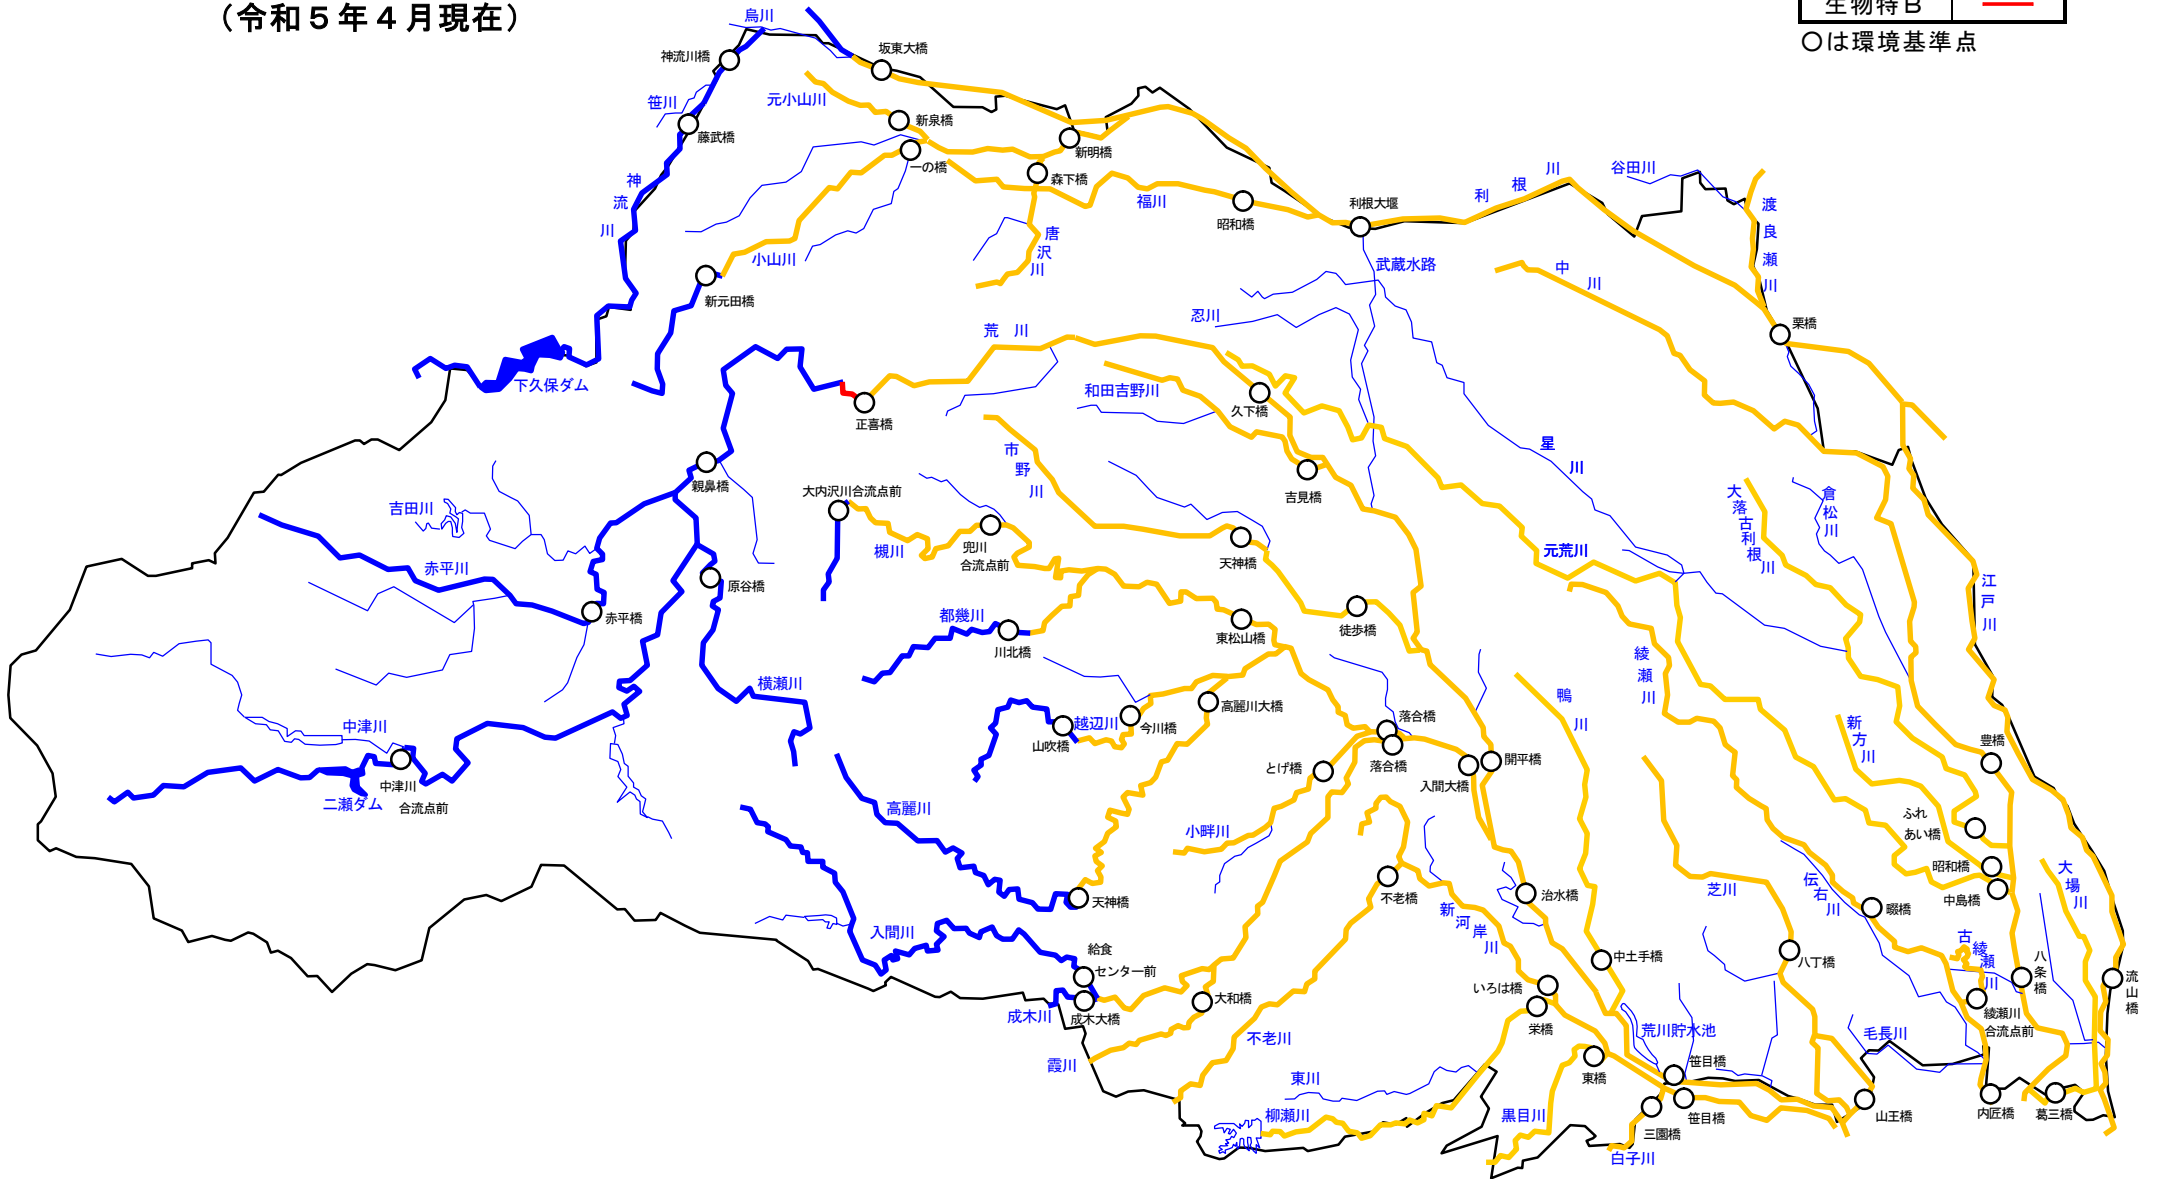 （令和５年４月現在）
生物特Ｂ
○は環境基準点
烏川
神流川橋
坂東大橋
笹川
元小山川
新泉橋
藤武橋
一の橋
新明橋
森下橋
神流川
福川
昭和橋
利根大堰
利根川
谷田川
渡良瀬川
唐沢川
小山川
新元田橋
武蔵水路
中川
忍川
荒川
栗橋
下久保ダム
和田吉野川
久下橋
正喜橋
市野川
星川
親鼻橋
大内沢川合流点前
吉見橋
大落古利根川
倉松川
吉田川
槻川
兜川
合流点前
天神橋
元荒川
赤平川
原谷橋
江戸川
赤平橋
都幾川
川北橋
東松山橋
徒歩橋
綾瀬川
横瀬川
高麗川大橋
鴨川
中津川
越辺川
今川橋
山吹橋
落合橋
落合橋
新方川
豊橋
開平橋
とげ橋
入間大橋
中津川
合流点前
二瀬ダム
高麗川
小畔川
ふれ
あい橋
昭和橋
大場川
天神橋
不老橋
治水橋
芝川
伝右川
中島橋
畷橋
新河岸川
入間川
給食
センター前
中土手橋
八丁橋
古綾瀬川
八条橋
流山橋
いろは橋
成木川
成木大橋
大和橋
栄橋
綾瀬川
合流点前
荒川貯水池
毛長川
不老川
霞川
東川
東橋
笹目橋
柳瀬川
黒目川
笹目橋
山王橋
内匠橋
葛三橋
三園橋
白子川